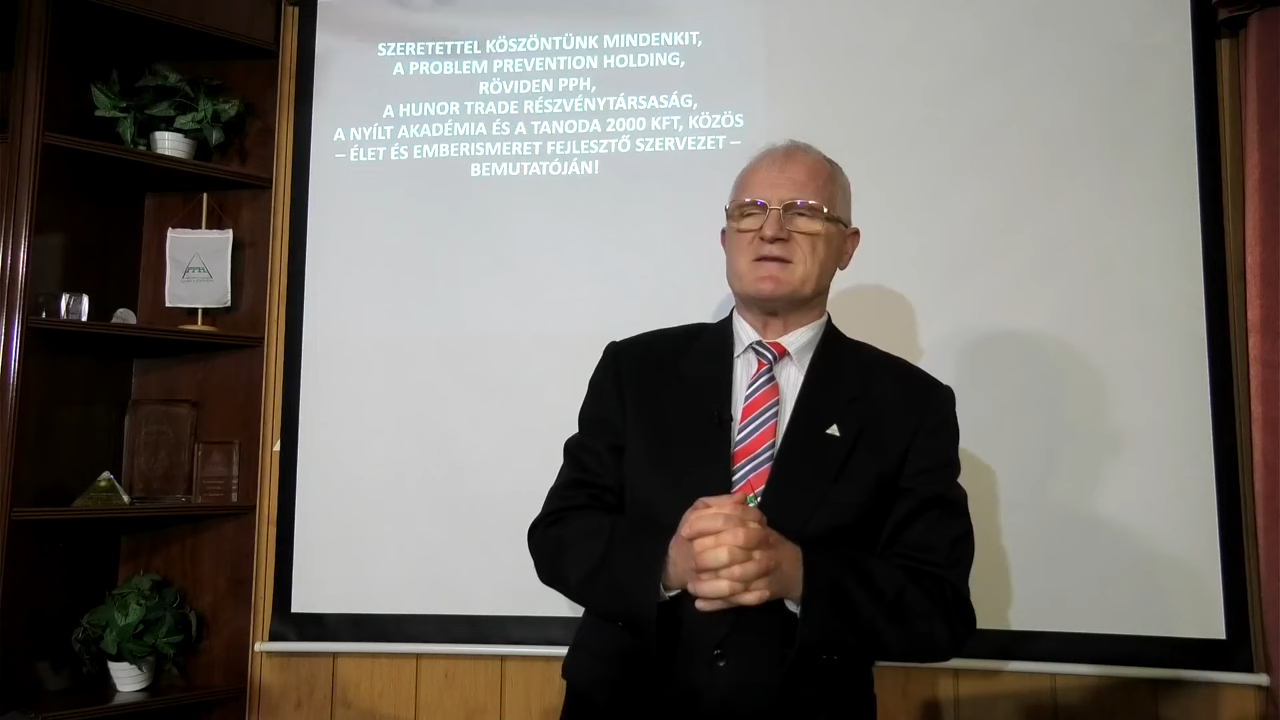 SZERETETTEL KÖSZÖNTÜNK MINDENKIT,
A PROBLEM PREVENTION HOLDING,
RÖVIDEN PPH,
A HUNOR TRADE RÉSZVÉNYTÁRSASÁG,
A NYÍLT AKADÉMIA ÉS A TANODA 2000 KFT, KÖZÖS
– ÉLET ÉS EMBERISMERET FEJLESZTŐ SZERVEZET –
BEMUTATÓJÁN!
PPH